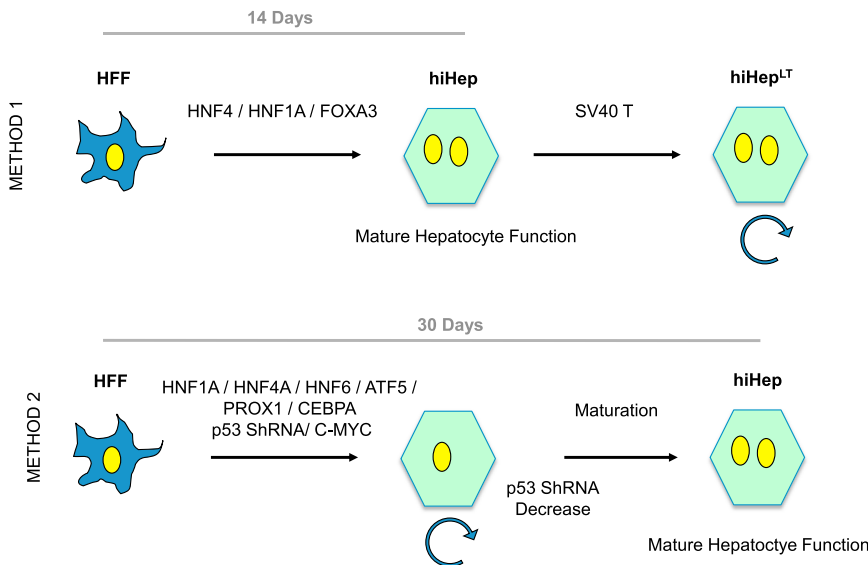 14 Days
HFF
hiHep
hiHepLT
METHOD 1
HNF4 / HNF1A / FOXA3
SV40 T
Mature Hepatocyte Function
30 Days
HFF
hiHep
METHOD 2
HNF1A / HNF4A / HNF6 / ATF5 /
PROX1 / CEBPA
p53 ShRNA/ C-MYC
Maturation
p53 ShRNA
Decrease
Mature Hepatoctye Function